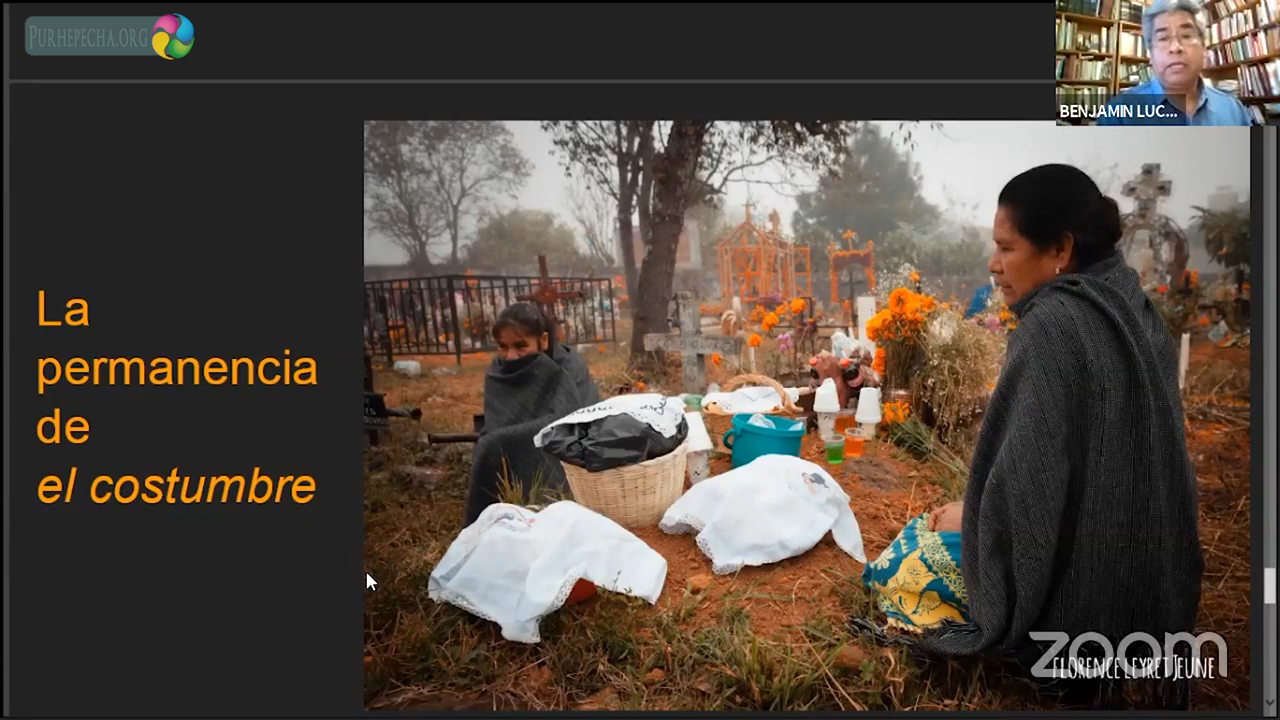 PURHEPECHA.ORG
BENJAMIN LUC...
La
permanencia
de
el costumbre
zoom
FLORENCE LEYRET JEUNE